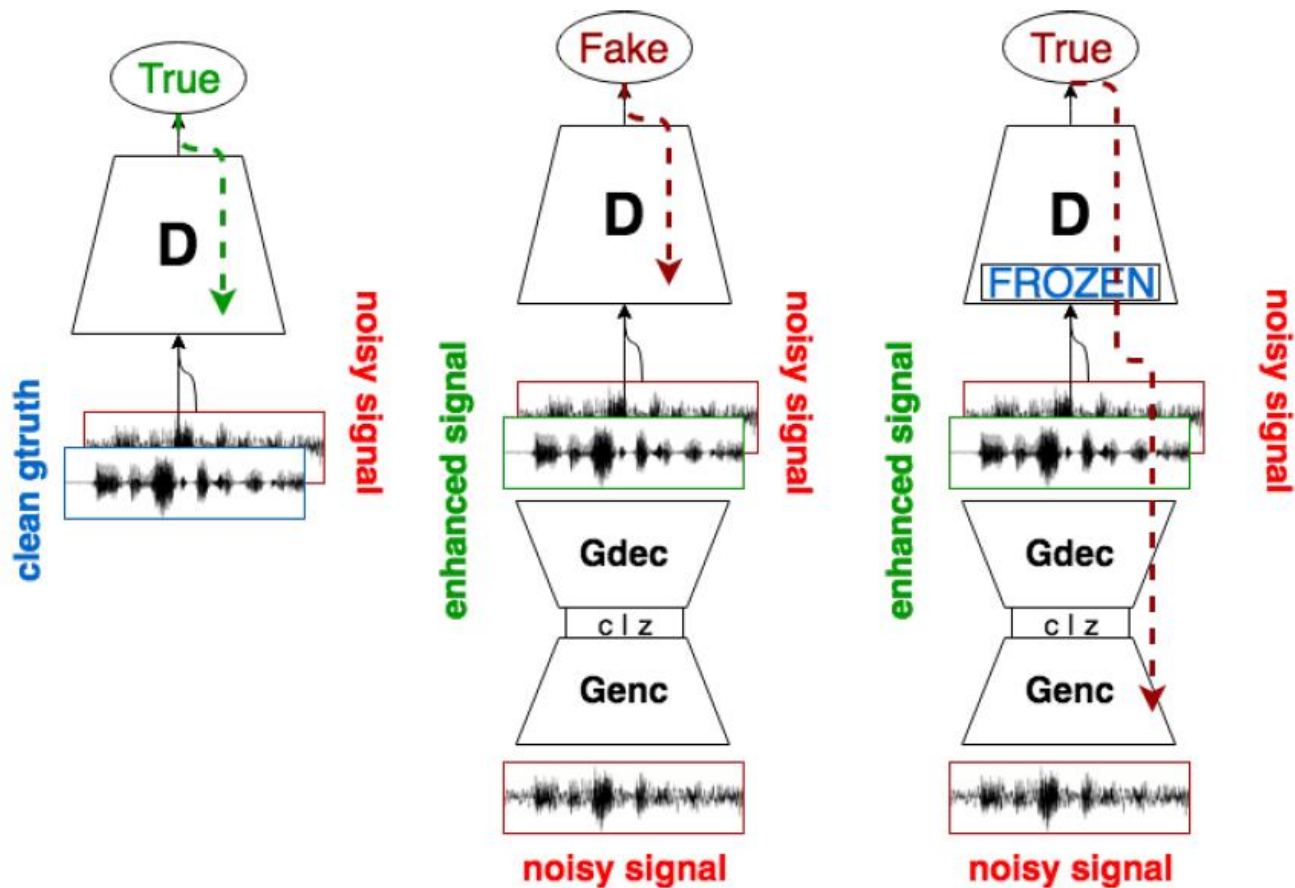 True
D
clean gtruth
noisy signal
Fake
D
enhanced signal
noisy signal
Gdec
c | z
Genc
noisy signal
True
D
FROZEN
enhanced signal
noisy signal
Gdec
c | z
Genc
noisy signal